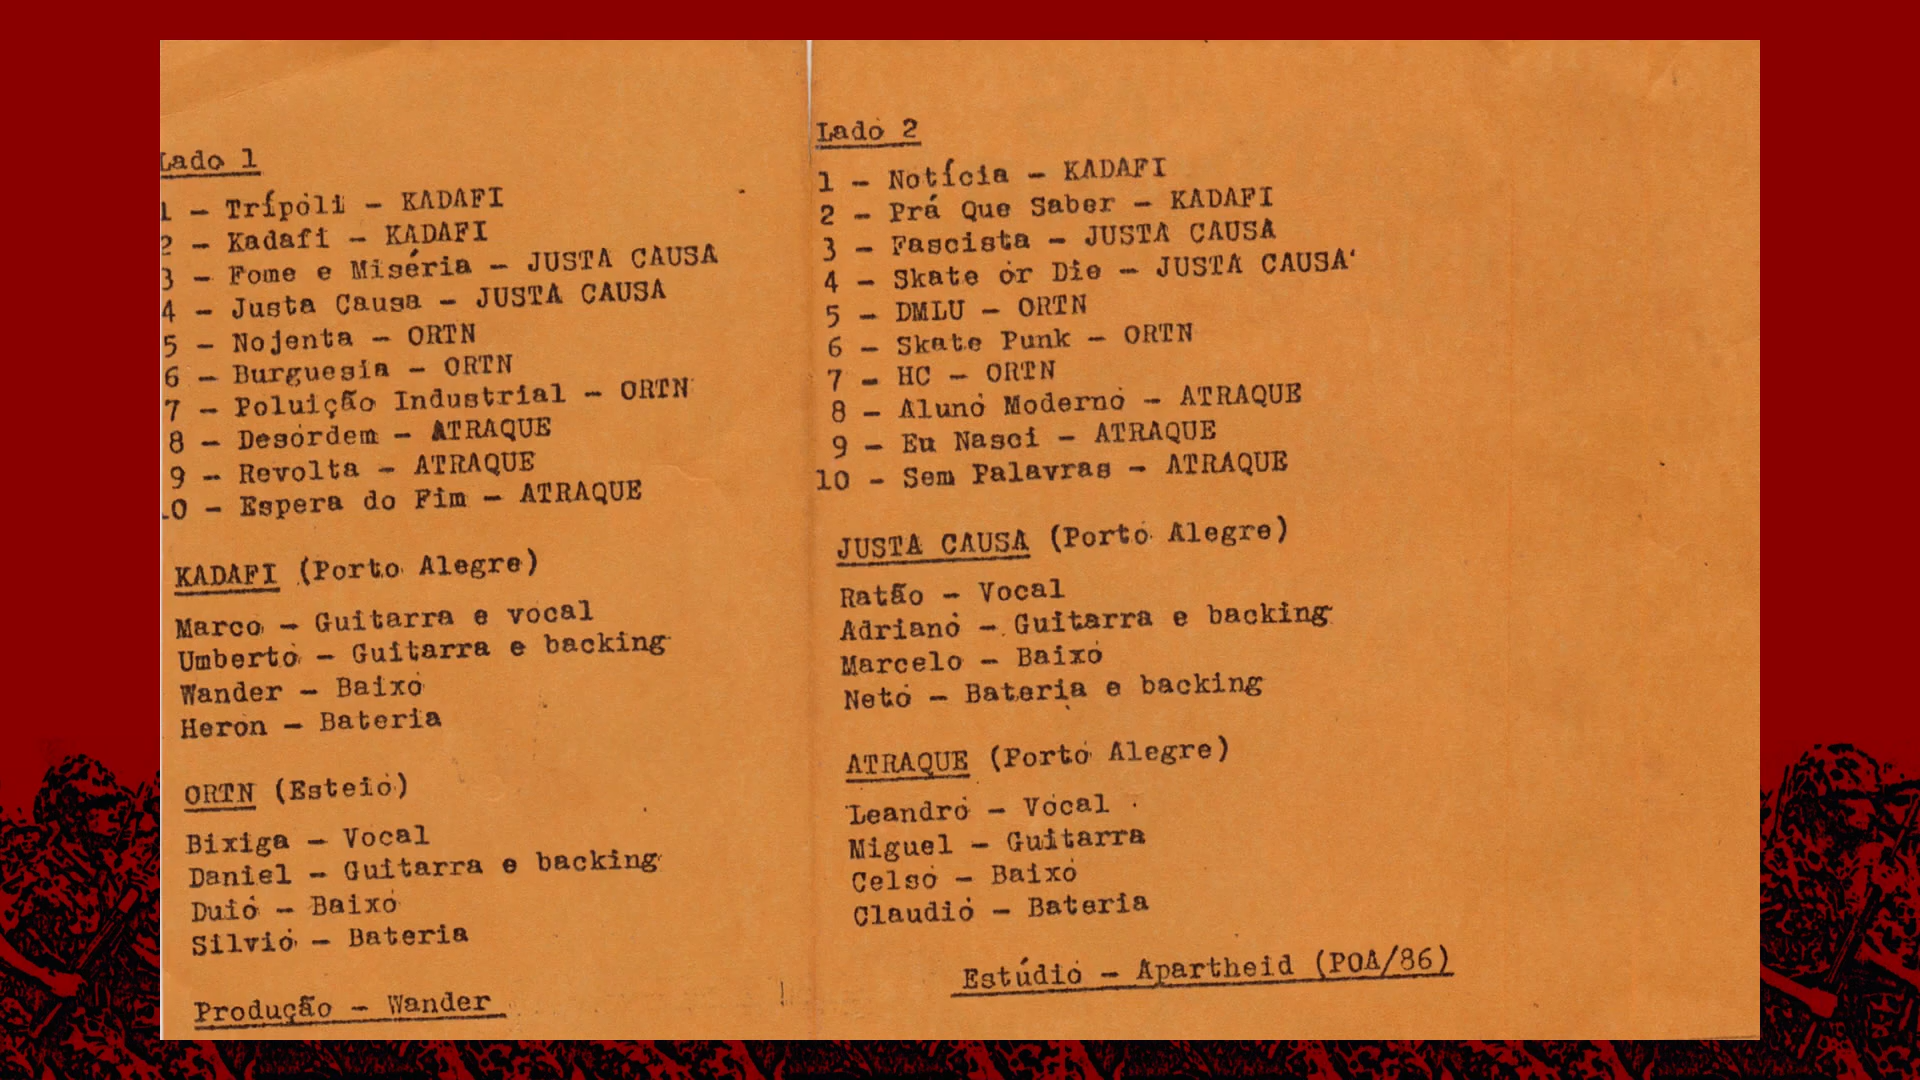 Lado 1
1 - Trípoli - KADAFI
2 - Kadafi - KADAFI
3 - Fome e Miséria - JUSTA CAUSA
4 - Justa Causa - JUSTA CAUSA
5 - Nojenta - ORTN
6 - Burguesia - ORTN
7 - Poluição Industrial - ORTN
8 - Desordem - ATRAQUE
9 - Revolta - ATRAQUE
10 - Espera do Fim - ATRAQUE
KADAFI (Porto Alegre)
Marco - Guitarra e vocal
Umberto - Guitarra e backing
Wander - Baixo
Heron - Bateria
ORTN (Esteio)
Bixiga - Vocal
Daniel - Guitarra e backing
Duio - Baixo
Silvio - Bateria
Produção - Wander
Lado 2
1 - Notícia - KADAFI
2 - Prá Que Saber - KADAFI
3 - Fascista - JUSTA CAUSA
4 - Skate or Die - JUSTA CAUSA
5 - DMLU - ORTN
6 - Skate Punk - ORTN
7 - HC - ORTN
8 - Aluno Moderno - ATRAQUE
9 - Eu Nasci - ATRAQUE
10 - Sem Palavras - ATRAQUE
JUSTA CAUSA (Porto Alegre)
Ratão - Vocal
Adriano - Guitarra e backing
Marcelo - Baixo
Neto - Bateria e backing
ATRAQUE (Porto Alegre)
Leandro - Vocal
Miguel - Guitarra
Celso - Baixo
Claudio - Bateria
Estúdio - Apartheid (POA/86)